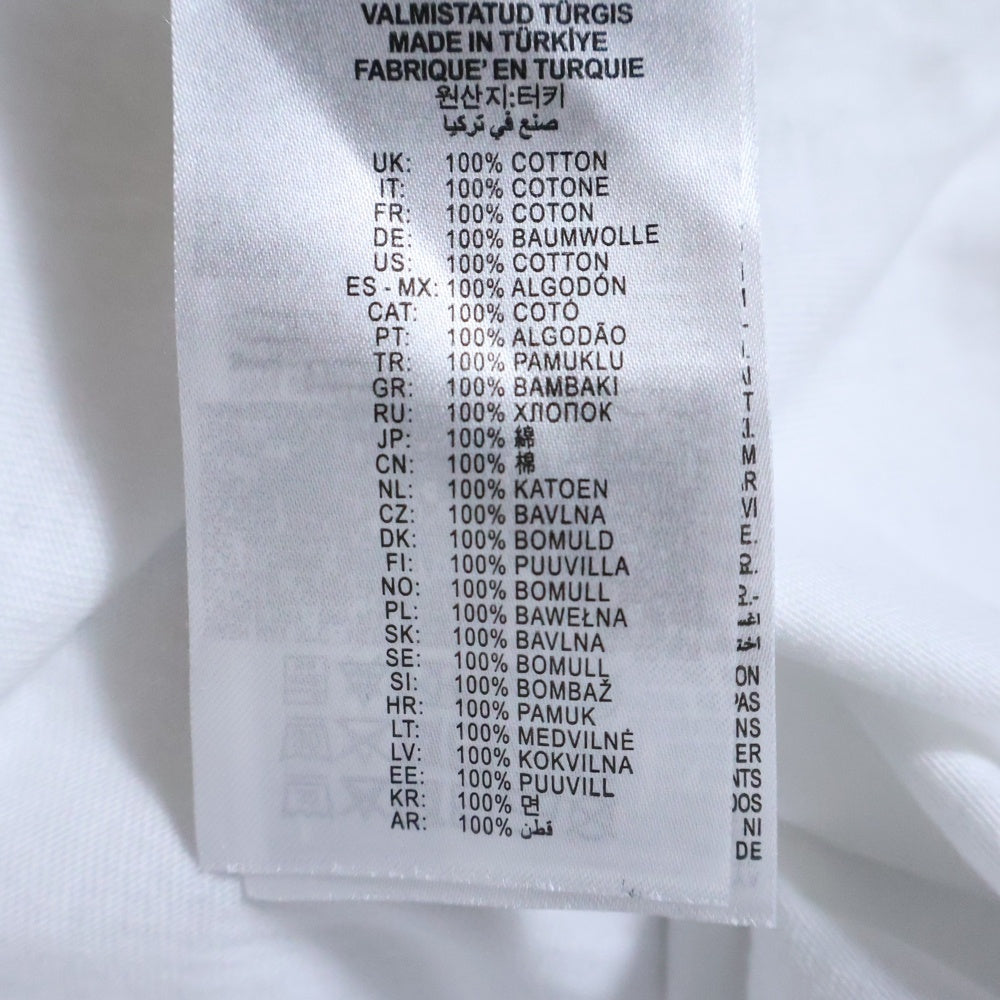 VALMISTATUD TÜRGIS
MADE IN TÜRKİYE
FABRIQUE' EN TURQUIE
원산지:터키
صنع في تركيا
UK: 100% COTTON
IT: 100% COTONE
FR: 100% COTON
DE: 100% BAUMWOLLE
US: 100% COTTON
ES - MX: 100% ALGODÓN
CAT: 100% COTÓ
PT: 100% ALGODÃO
TR: 100% PAMUKLU
GR: 100% BAMBAKI
RU: 100% ХЛОПОК
JP: 100% 綿
CN: 100% 棉
NL: 100% KATOEN
CZ: 100% BAVLNA
DK: 100% BOMULD
FI: 100% PUUVILLA
NO: 100% BOMULL
PL: 100% BAWEŁNA
SK: 100% BAVLNA
SE: 100% BOMULL
SI: 100% BOMBAŽ
HR: 100% PAMUK
LT: 100% MEDVILNĖ
LV: 100% KOKVILNA
EE: 100% PUUVILL
KR: 100% 면
AR: 100% قطن
NI
DE